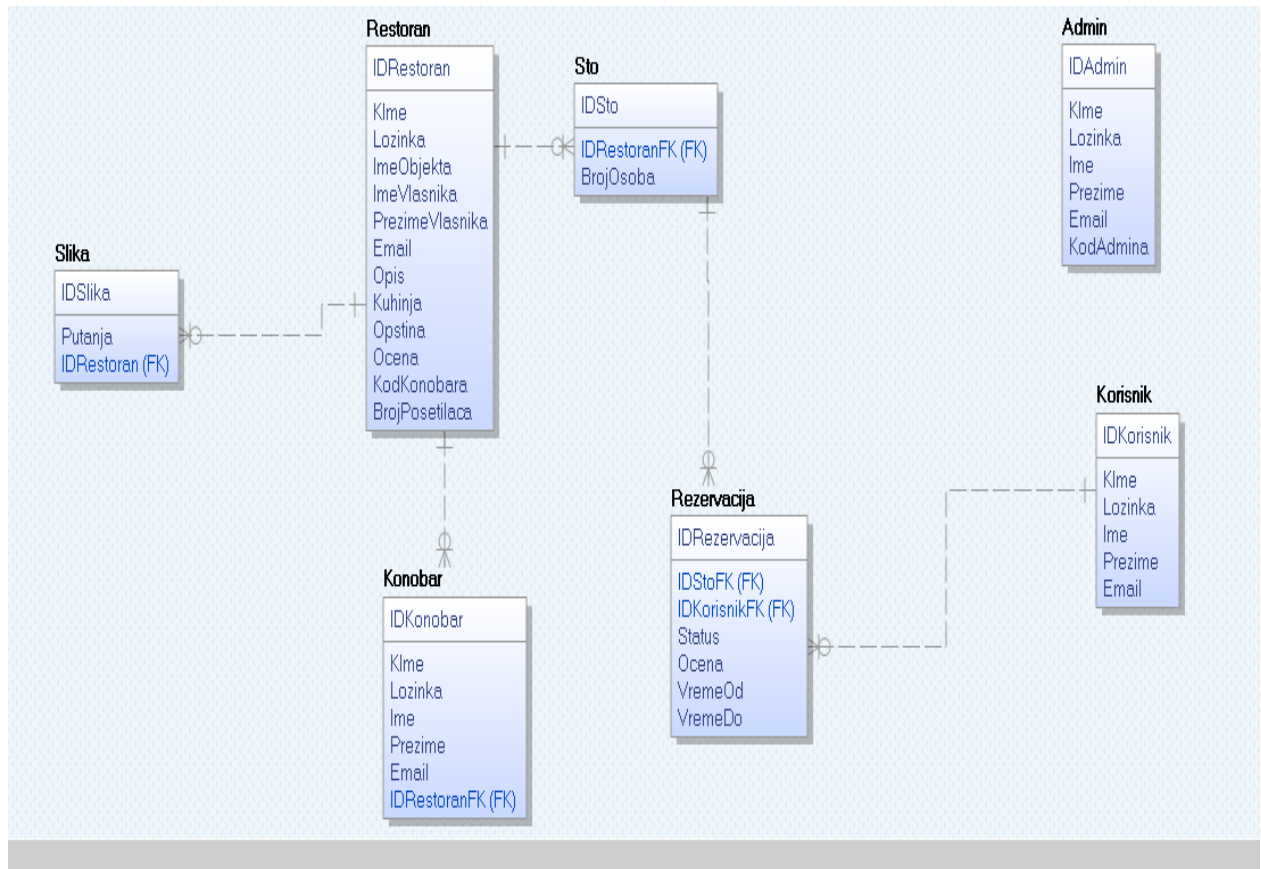 Restoran
IDRestoran
KIme
Lozinka
ImeObjekta
ImeVlasnika
PrezimeVlasnika
Email
Opis
Kuhinja
Opstina
Ocena
KodKonobara
BrojPosetilaca
Sto
IDSto
IDRestoranFK (FK)
BrojOsoba
Admin
IDAdmin
KIme
Lozinka
Ime
Prezime
Email
KodAdmina
Slika
IDSlika
Putanja
IDRestoran (FK)
Korisnik
IDKorisnik
KIme
Lozinka
Ime
Prezime
Email
Rezervacija
IDRezervacija
IDStoFK (FK)
IDKorisnikFK (FK)
Status
Ocena
VremeOd
VremeDo
Konobar
IDKonobar
KIme
Lozinka
Ime
Prezime
Email
IDRestoranFK (FK)